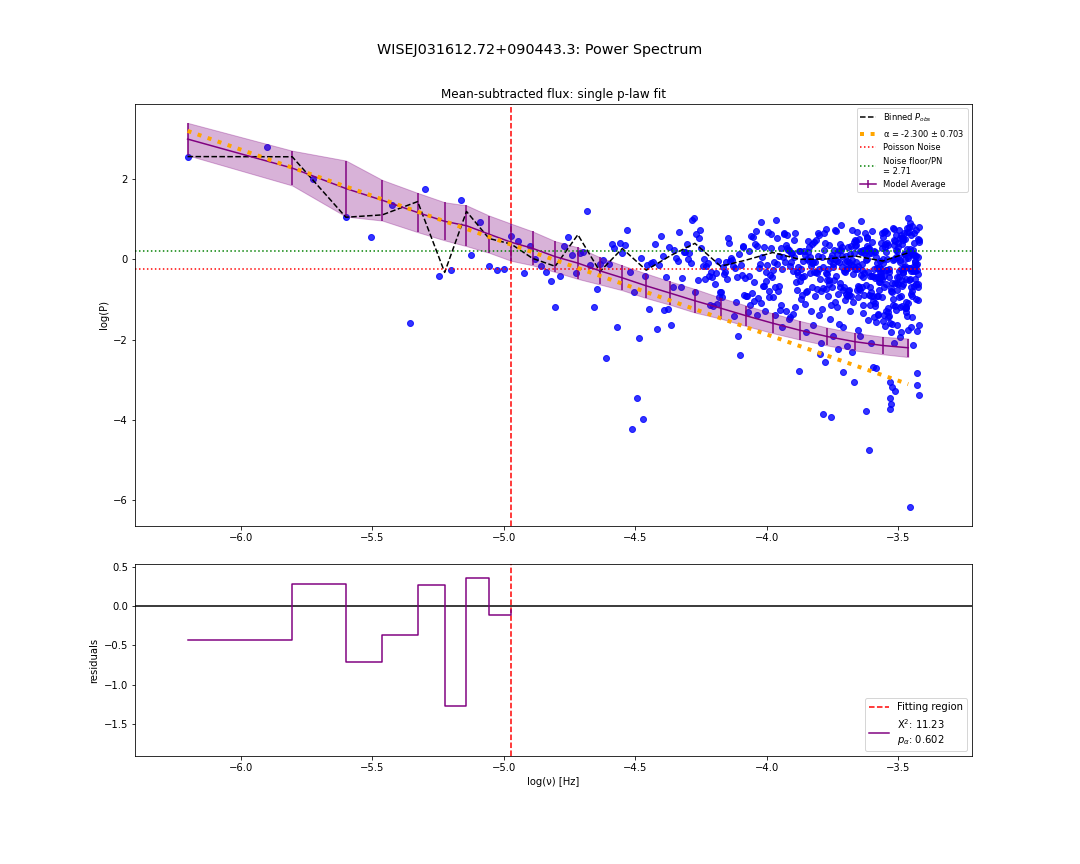 WISEJ031612.72+090443.3: Power Spectrum
Mean-subtracted flux: single p-law fit
Binned P_obs
α = -2.300 ± 0.703
Poisson Noise
Noise floor/PN
= 2.71
Model Average
log(P)
2
0
−2
−4
−6
−6.0 −5.5 −5.0 −4.5 −4.0 −3.5
residuals
0.5
0.0
−0.5
−1.0
−1.5
Fitting region
X²: 11.23
p_α: 0.602
−6.0 −5.5 −5.0 −4.5 −4.0 −3.5
log(ν) [Hz]